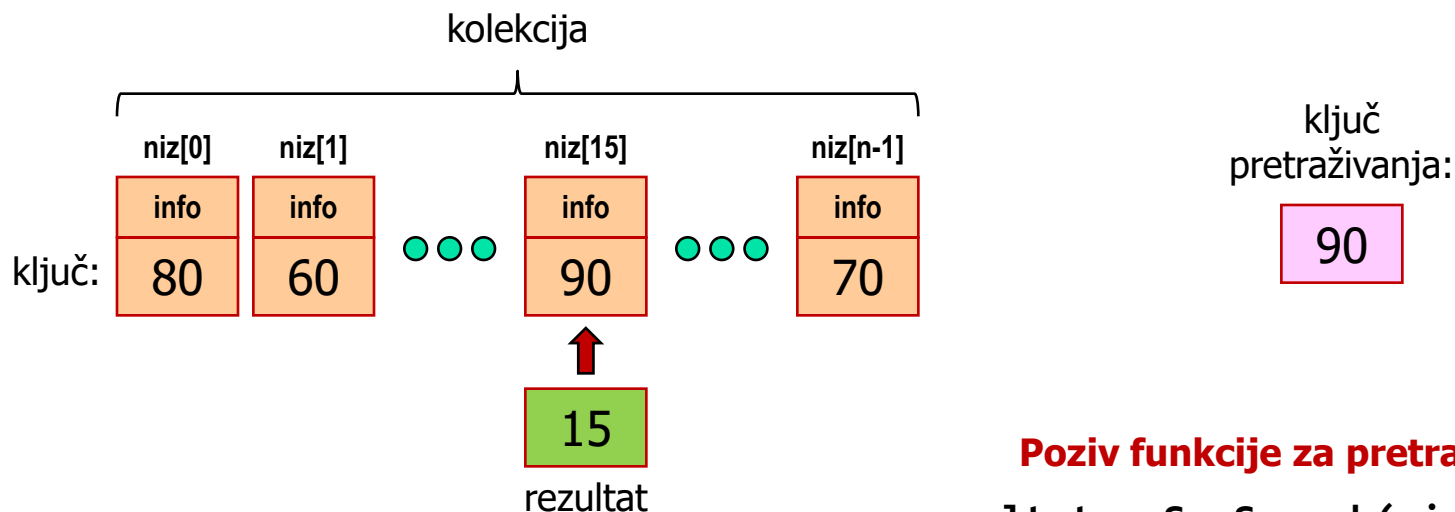 kolekcija
niz[0] niz[1] niz[15] niz[n-1]
info info info info
ključ: 80 60 90 70
15
rezultat
ključ
pretraživanja:
90
Poziv funkcije za